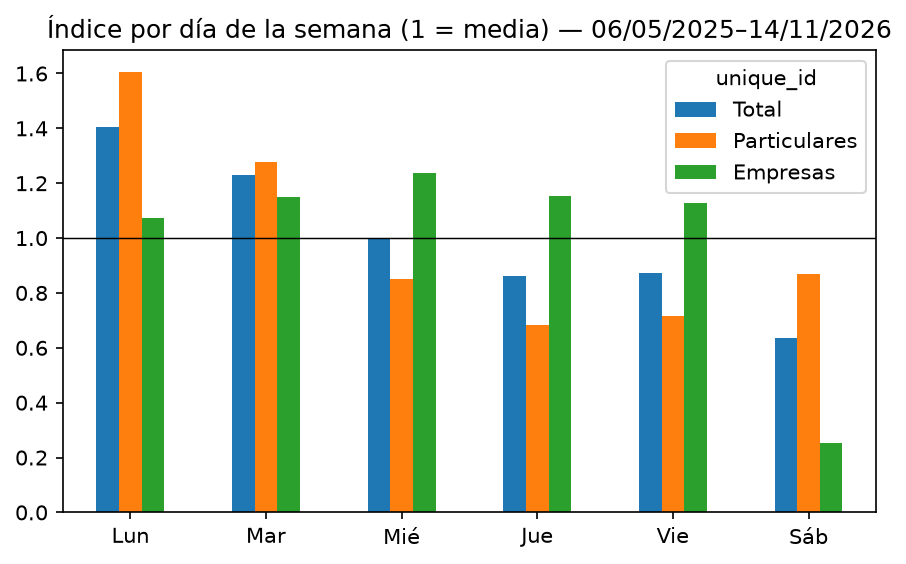 Índice por día de la semana (1 = media) — 06/05/2025–14/11/2026
unique_id
Total
Particulares
Empresas
1.6
1.4
1.2
1.0
0.8
0.6
0.4
0.2
0.0
Lun Mar Mié Jue Vie Sáb